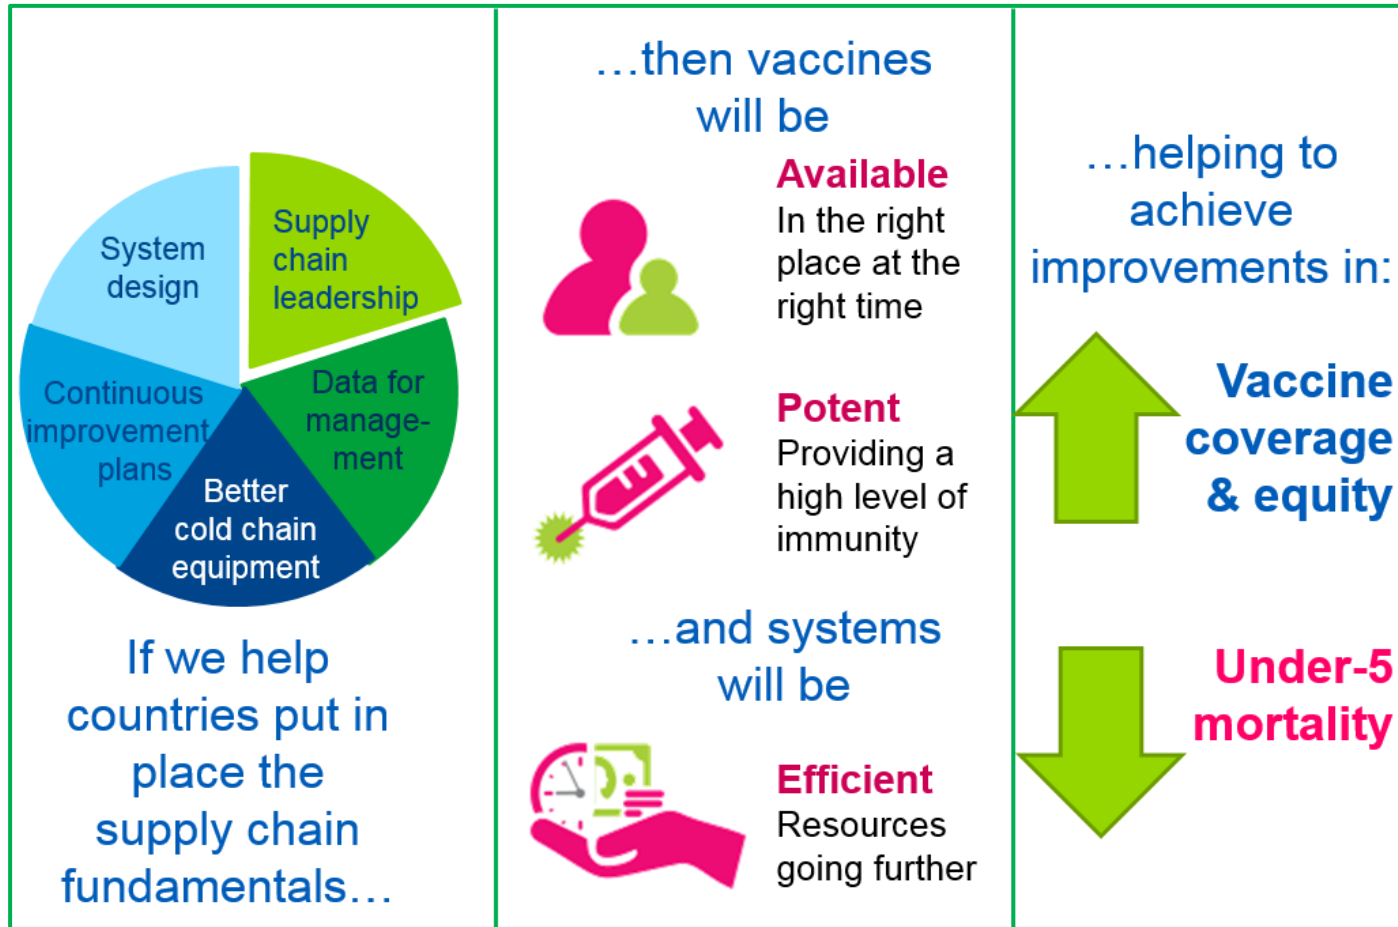 System
design
Supply
chain
leadership
Data for
manage-
ment
Better
cold chain
equipment
Continuous
improvement
plans
If we help
countries put in
place the
supply chain
fundamentals…
…then vaccines
will be
Available
In the right
place at the
right time
Potent
Providing a
high level of
immunity
…and systems
will be
Efficient
Resources
going further
…helping to
achieve
improvements in:
Vaccine
coverage
& equity
Under-5
mortality